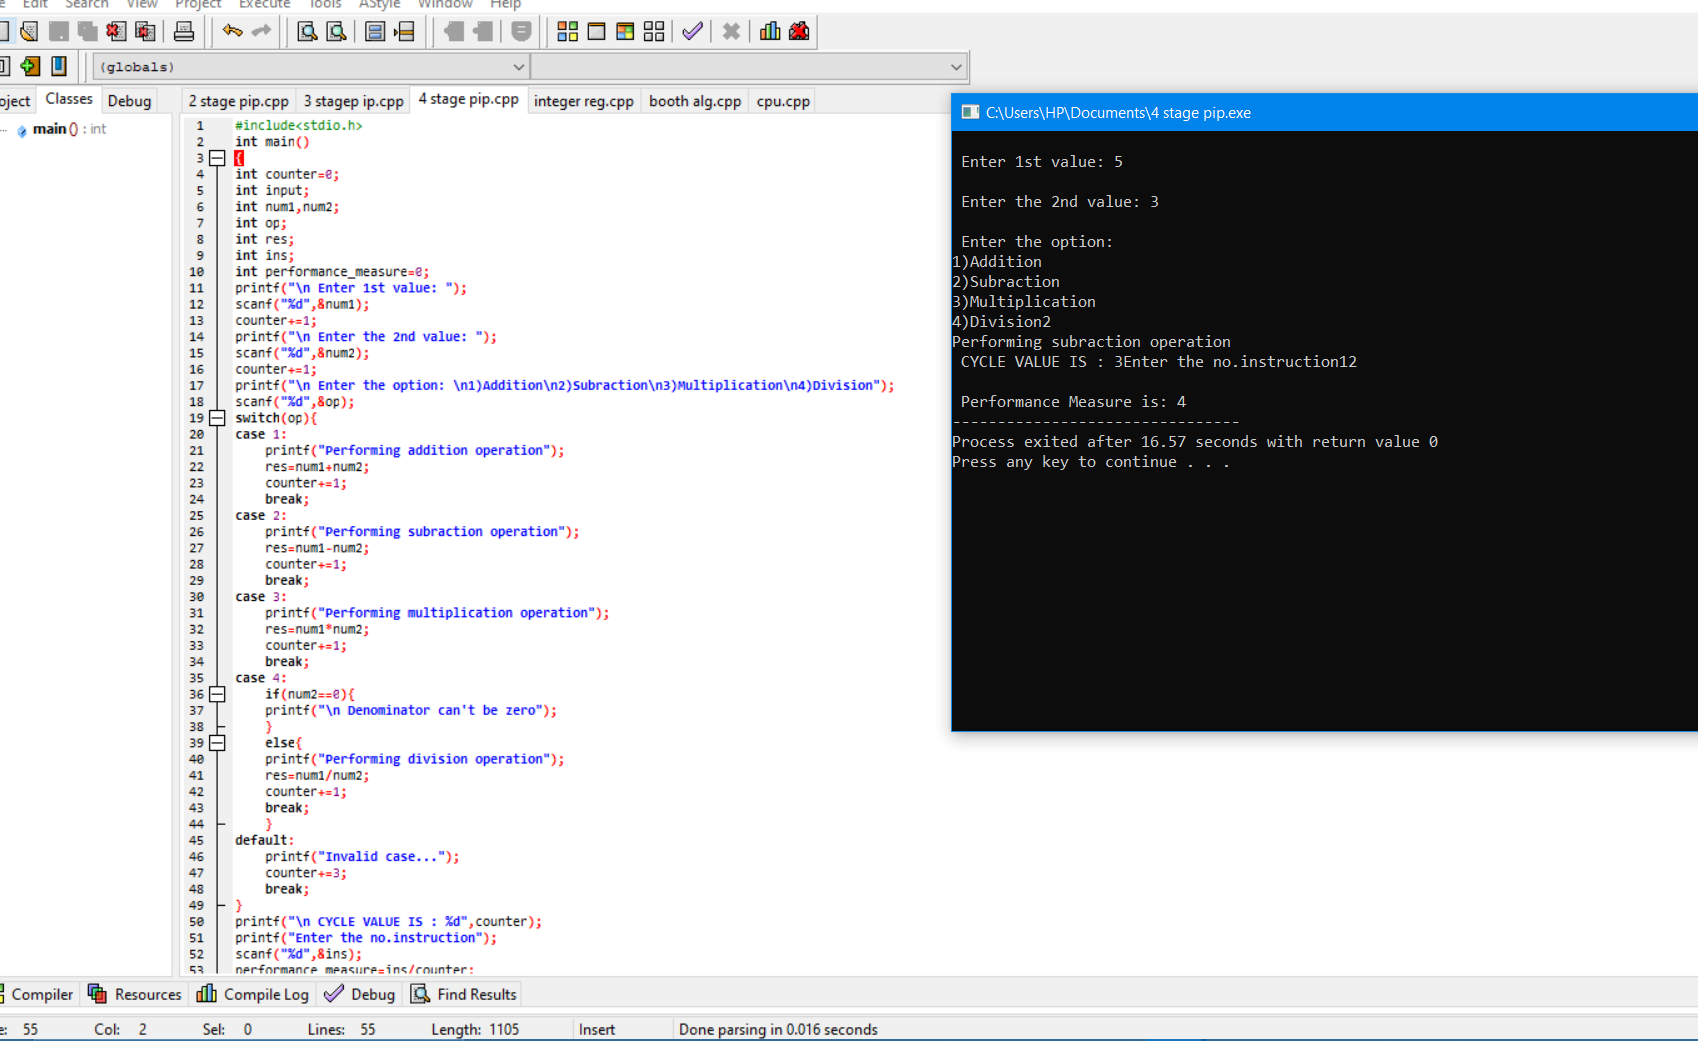 Edit Search View Project Execute Tools AStyle Window Help
(globals)
Classes Debug
2 stage pip.cpp 3 stagep ip.cpp 4 stage pip.cpp integer reg.cpp booth alg.cpp cpu.cpp
main() : int
1 #include<stdio.h>
2 int main()
3 {
4 int counter=0;
5 int input;
6 int num1,num2;
7 int op;
8 int res;
9 int ins;
10 int performance_measure=0;
11 printf("\n Enter 1st value: ");
12 scanf("%d",&num1);
13 counter+=1;
14 printf("\n Enter the 2nd value: ");
15 scanf("%d",&num2);
16 counter+=1;
17 printf("\n Enter the option: \n1)Addition\n2)Subraction\n3)Multiplication\n4)Division");
18 scanf("%d",&op);
19 switch(op){
20 case 1:
21 printf("Performing addition operation");
22 res=num1+num2;
23 counter+=1;
24 break;
25 case 2:
26 printf("Performing subraction operation");
27 res=num1-num2;
28 counter+=1;
29 break;
30 case 3:
31 printf("Performing multiplication operation");
32 res=num1*num2;
33 counter+=1;
34 break;
35 case 4:
36 if(num2==0){
37 printf("\n Denominator can't be zero");
38 }
39 else{
40 printf("Performing division operation");
41 res=num1/num2;
42 counter+=1;
43 break;
44 }
45 default:
46 printf("Invalid case...");
47 counter+=3;
48 break;
49 }
50 printf("\n CYCLE VALUE IS : %d",counter);
51 printf("Enter the no.instruction");
52 scanf("%d",&ins);
53 performance_measure=ins/counter;
C:\Users\HP\Documents\4 stage pip.exe
Enter 1st value: 5
Enter the 2nd value: 3
Enter the option:
1)Addition
2)Subraction
3)Multiplication
4)Division2
Performing subraction operation
CYCLE VALUE IS : 3Enter the no.instruction12
Performance Measure is: 4
--------------------------------
Process exited after 16.57 seconds with return value 0
Press any key to continue . . .
Compiler Resources Compile Log Debug Find Results
55 Col: 2 Sel: 0 Lines: 55 Length: 1105 Insert Done parsing in 0.016 seconds